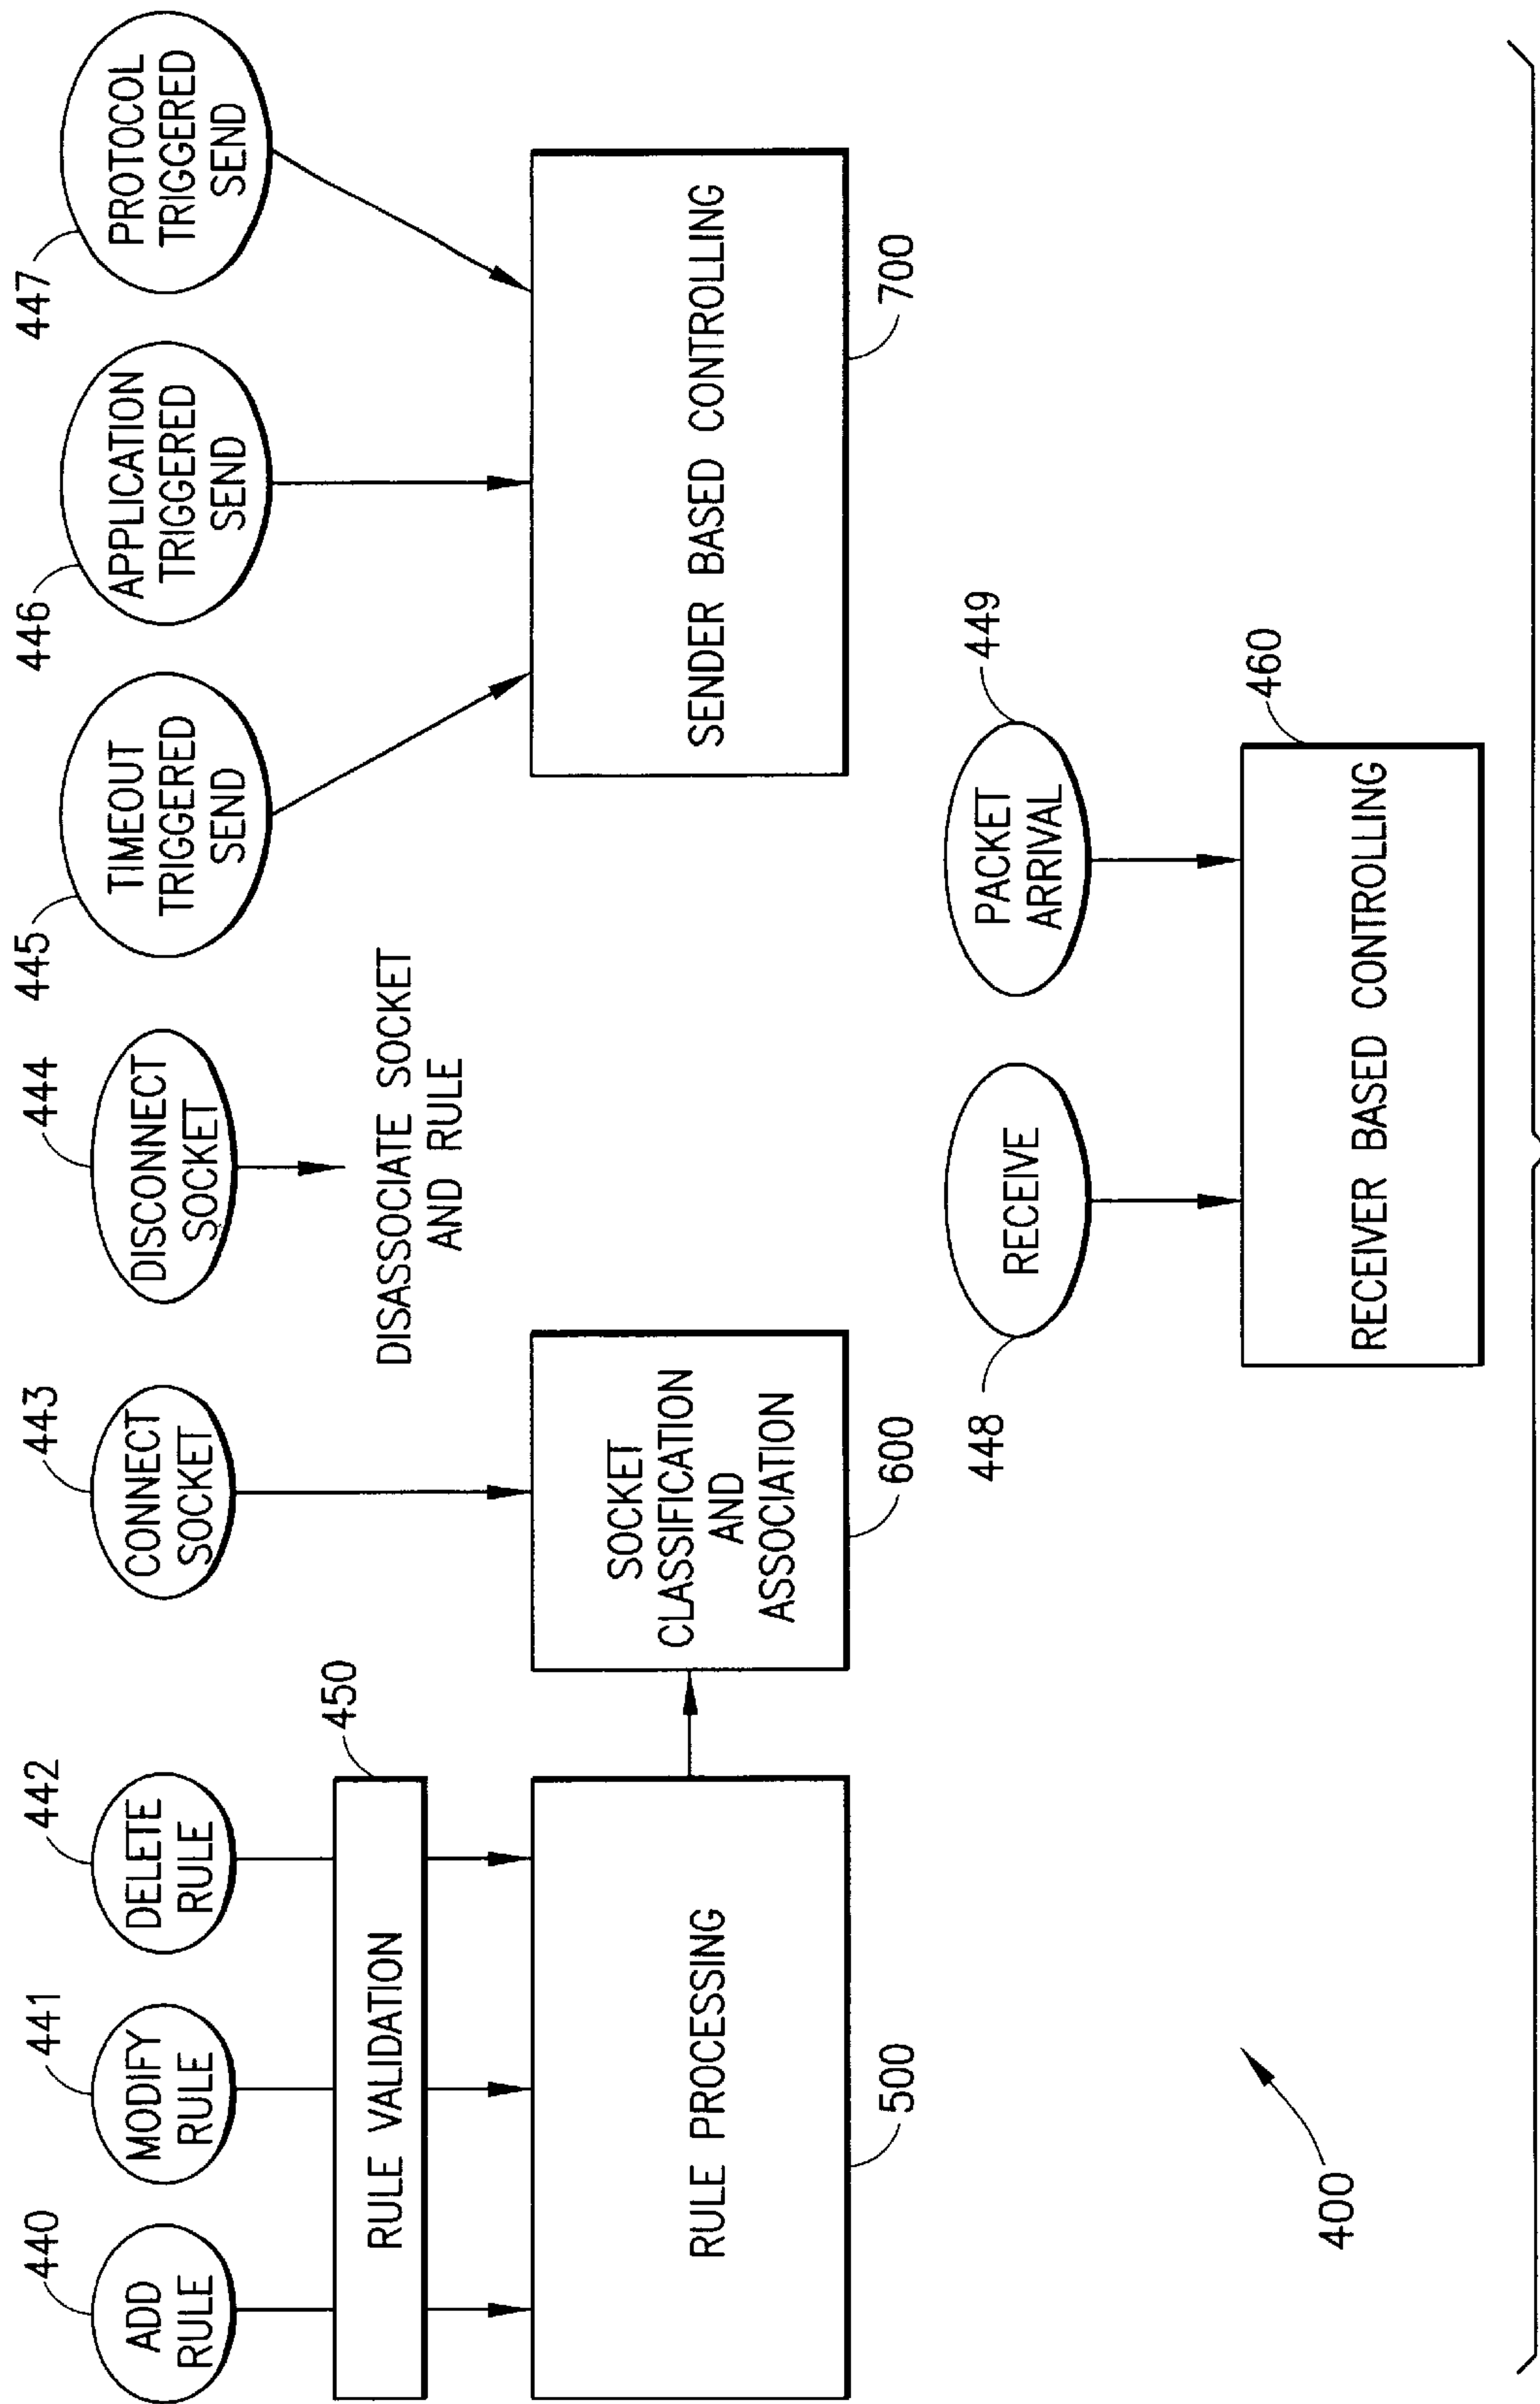 440
ADD
RULE
441
MODIFY
RULE
442
DELETE
RULE
443
CONNECT
SOCKET
444
DISCONNECT
SOCKET
445
TIMEOUT
TRIGGERED
SEND
446
APPLICATION
TRIGGERED
SEND
447
PROTOCOL
TRIGGERED
SEND
450
RULE VALIDATION
DISASSOCIATE SOCKET
AND RULE
RULE PROCESSING
500
SOCKET
CLASSIFICATION
AND
ASSOCIATION
600
SENDER BASED CONTROLLING
700
448
RECEIVE
449
PACKET
ARRIVAL
460
RECEIVER BASED CONTROLLING
400